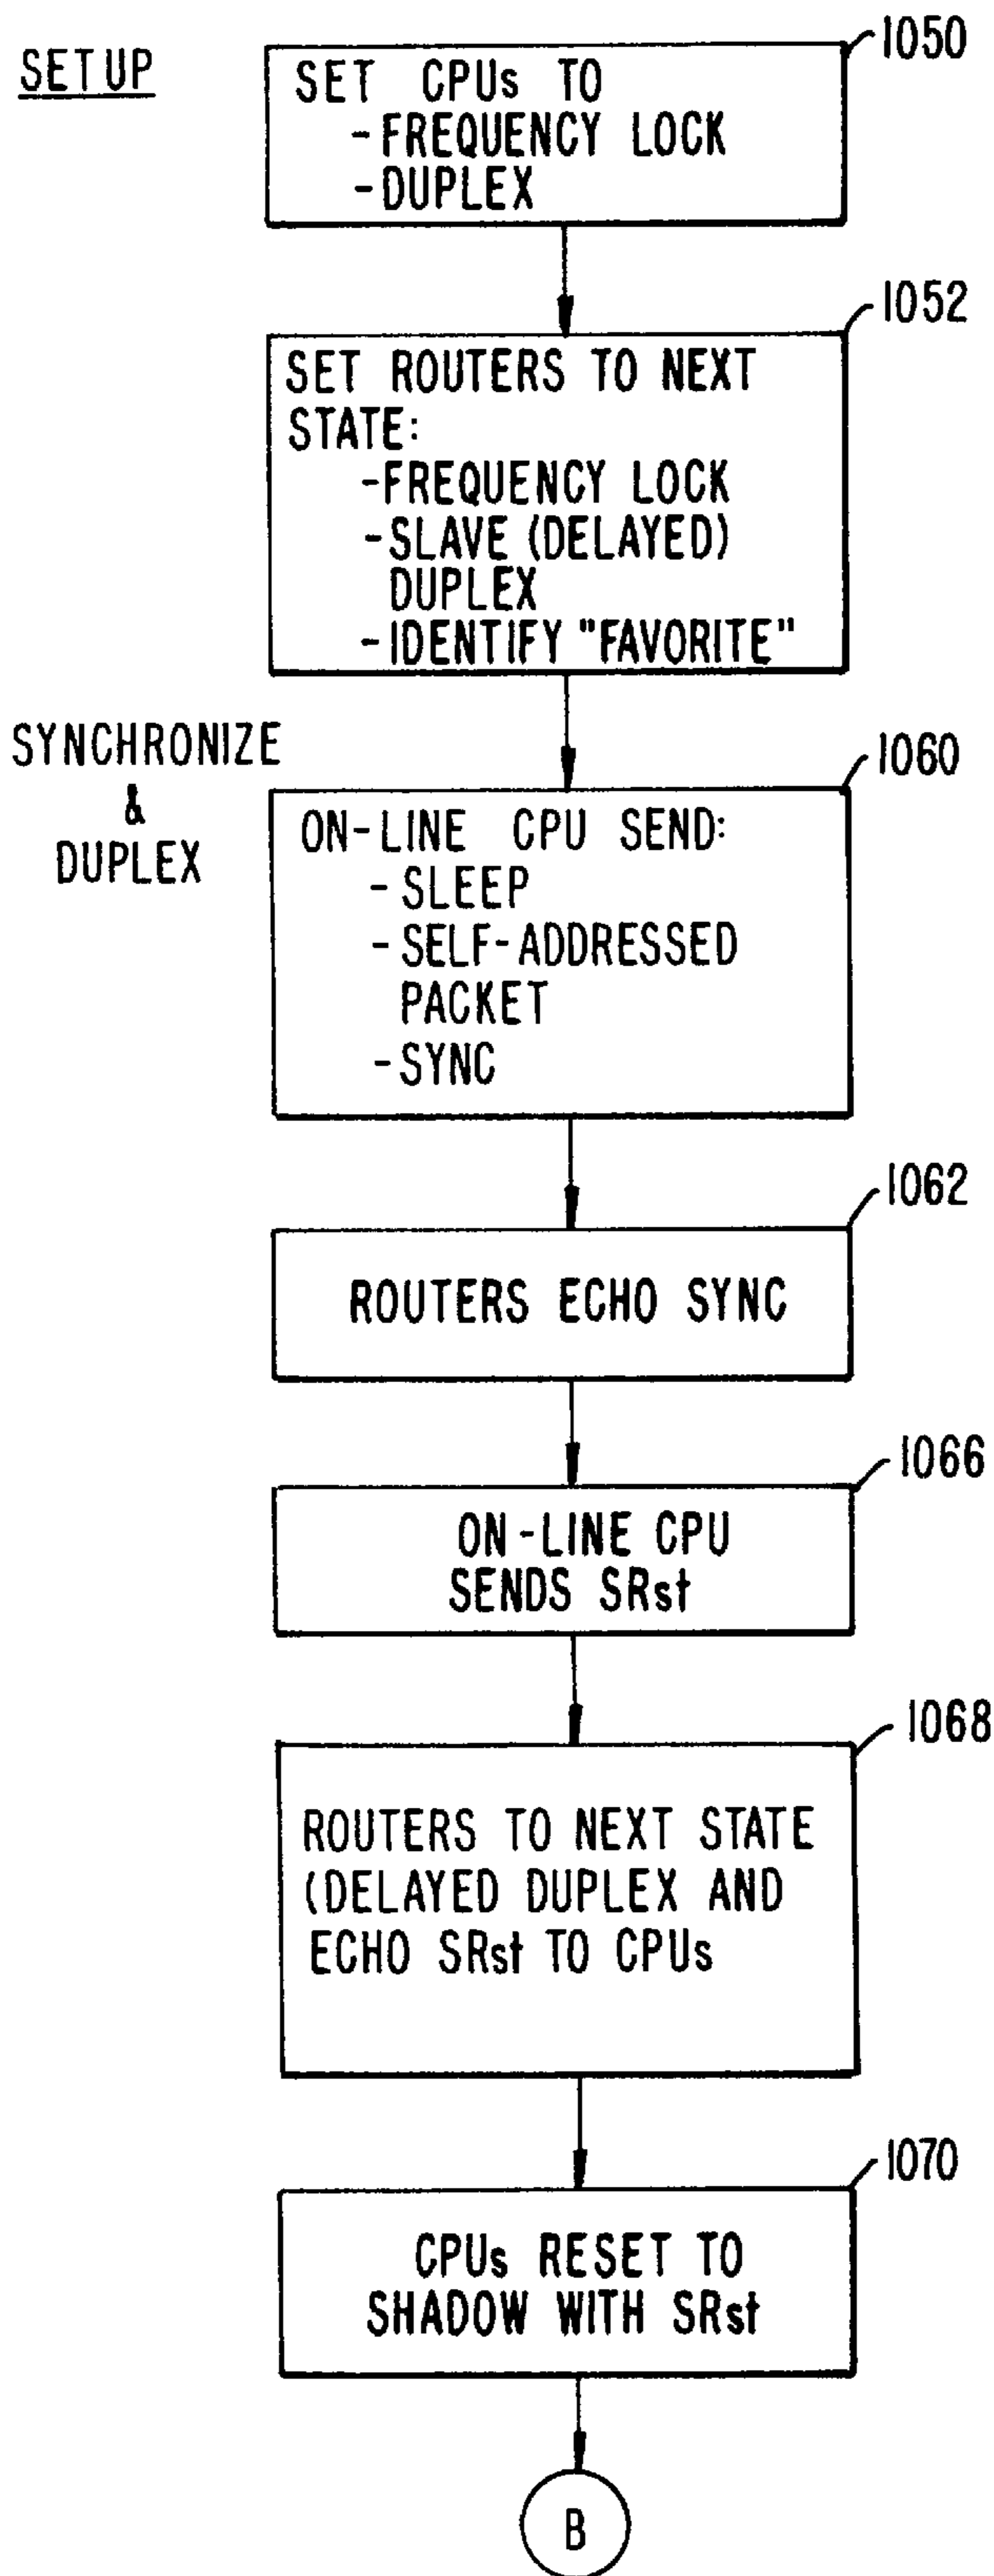 SETUP
1050
SET CPUs TO
-FREQUENCY LOCK
-DUPLEX
1052
SET ROUTERS TO NEXT
STATE:
-FREQUENCY LOCK
-SLAVE (DELAYED)
DUPLEX
-IDENTIFY "FAVORITE"
SYNCHRONIZE
&
DUPLEX
1060
ON-LINE CPU SEND:
-SLEEP
-SELF-ADDRESSED
PACKET
-SYNC
1062
ROUTERS ECHO SYNC
1066
ON-LINE CPU
SENDS SRst
1068
ROUTERS TO NEXT STATE
(DELAYED DUPLEX AND
ECHO SRst TO CPUs
1070
CPUs RESET TO
SHADOW WITH SRst
B